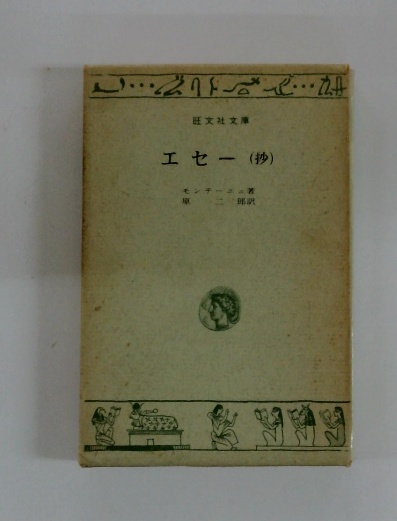 旺文社文庫
エセー (抄)
モンテーニュ著
原 二郎訳